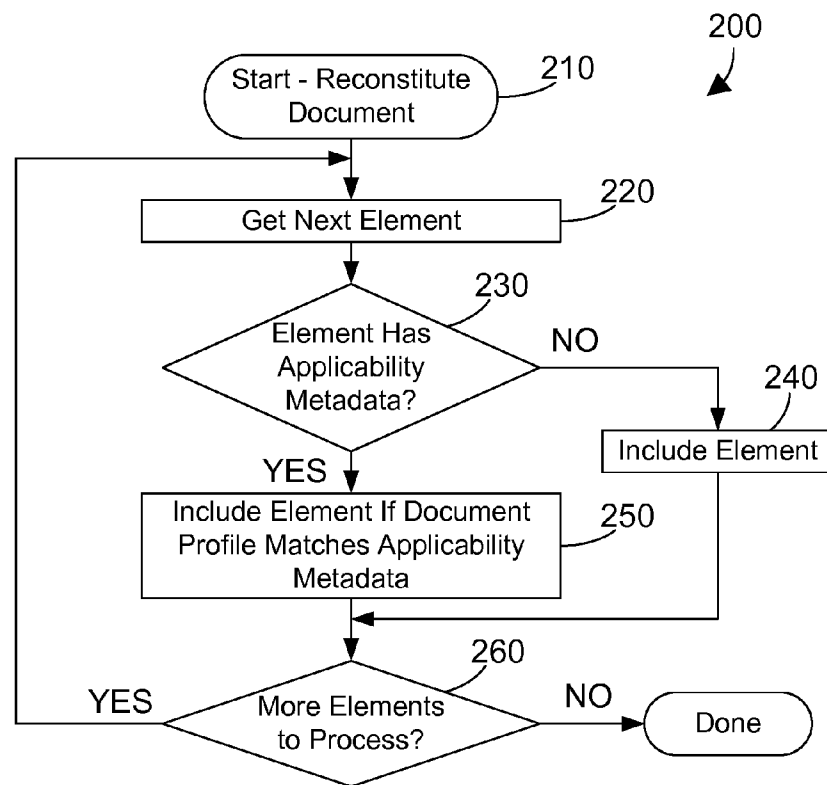 200
Start - Reconstitute
Document
210
Get Next Element
220
230
Element Has
Applicability
Metadata?
NO
YES
240
Include Element
Include Element If Document
Profile Matches Applicability
Metadata
250
260
More Elements
to Process?
YES
NO
Done